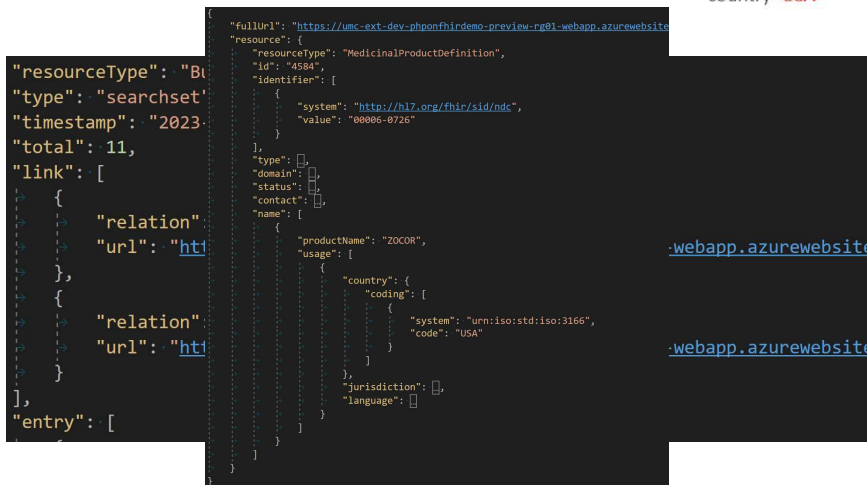 {
"fullUrl": "https://umc-ext-dev-phponfhirdemo-preview-rg01-webapp.azurewebsite
"resource": {
"resourceType": "MedicinalProductDefinition",
"id": "4584",
"identifier": [
{
"system": "http://hl7.org/fhir/sid/ndc",
"value": "00006-0726"
}
],
"type": […],
"domain": […],
"status": […],
"contact": […],
"name": [
{
"productName": "ZOCOR",
"usage": [
{
"country": {
"coding": [
{
"system": "urn:iso:std:iso:3166",
"code": "USA"
}
]
},
"jurisdiction": […],
"language": […]
}
]
}
]
}
}
"resourceType": "Bu
"type": "searchset"
"timestamp": "2023-
"total": 11,
"link": [
{
"relation":
"url": "htt
-webapp.azurewebsite
},
{
"relation":
"url": "htt
-webapp.azurewebsite
}
],
"entry": [